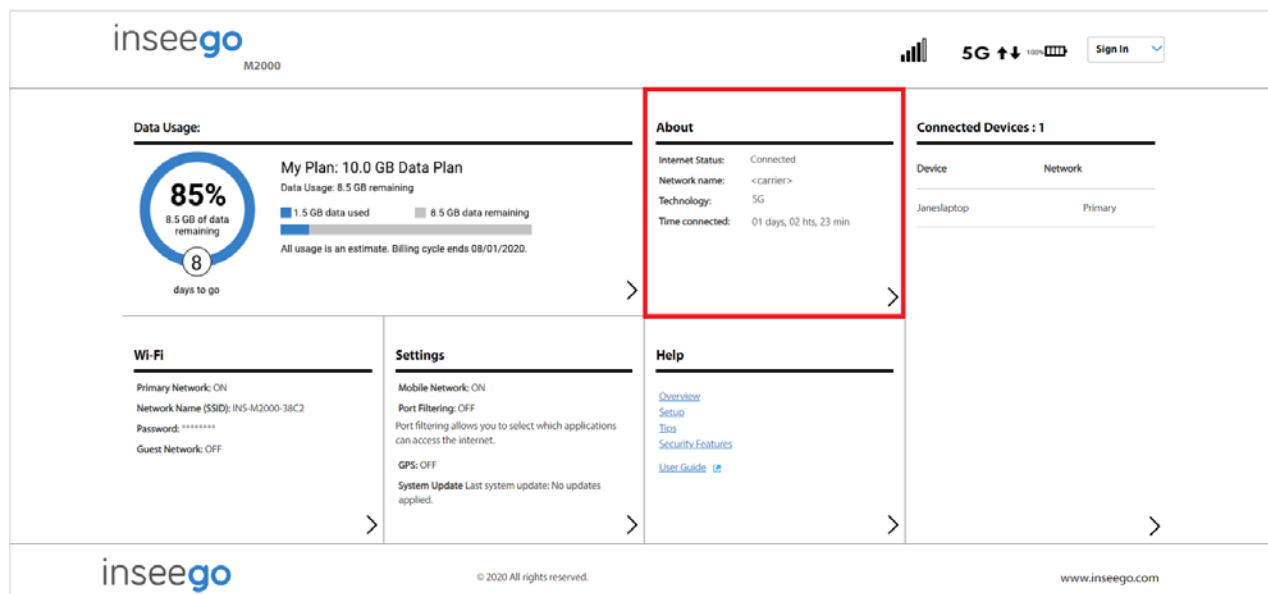 inseego
M2000
5G
100%
Sign In
Data Usage:
85%
8.5 GB of data
remaining
8
days to go
My Plan: 10.0 GB Data Plan
Data Usage: 8.5 GB remaining
1.5 GB data used 8.5 GB data remaining
All usage is an estimate. Billing cycle ends 08/01/2020.
About
Internet Status: Connected
Network name: <carrier>
Technology: 5G
Time connected: 01 days, 02 hts, 23 min
Connected Devices : 1
Device Network
Janeslaptop Primary
Wi-Fi
Primary Network: ON
Network Name (SSID): INS-M2000-38C2
Password: ********
Guest Network: OFF
Settings
Mobile Network: ON
Port Filtering: OFF
Port filtering allows you to select which applications
can access the internet.
GPS: OFF
System Update Last system update: No updates
applied.
Help
Overview
Setup
Tips
Security Features
User Guide
inseego
© 2020 All rights reserved.
www.inseego.com